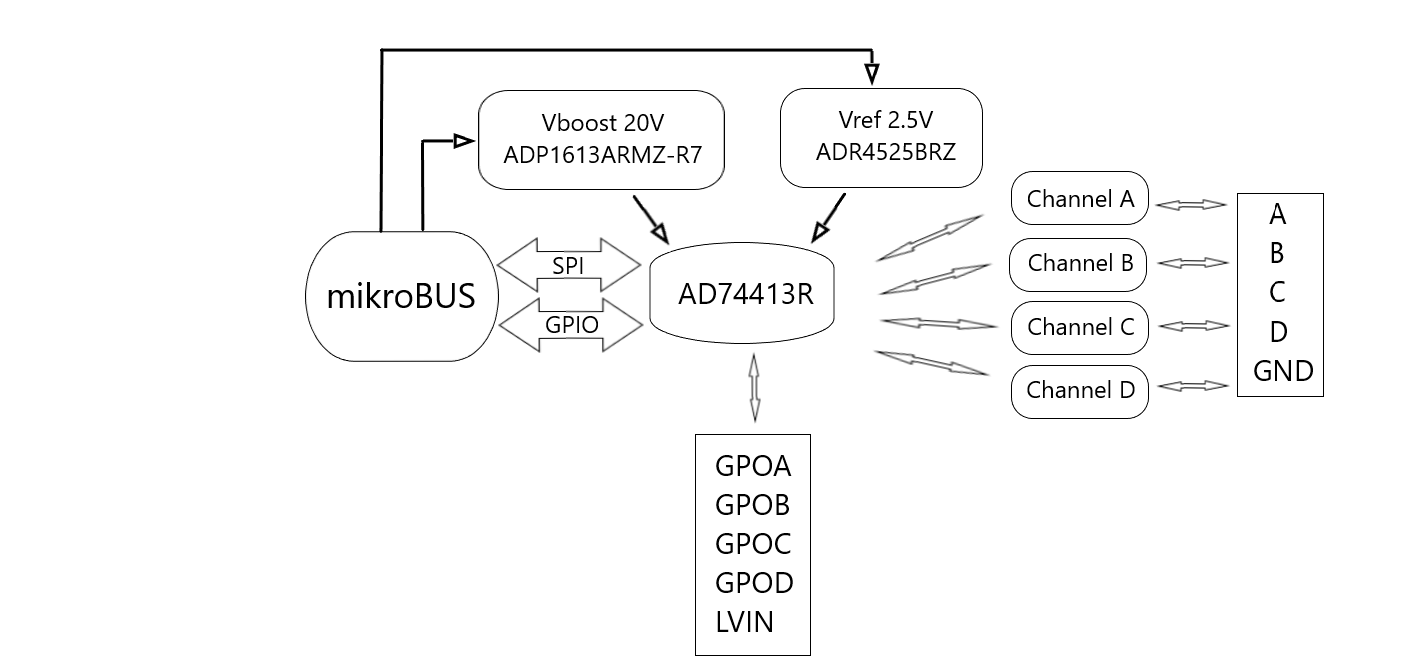 Vboost 20V
ADP1613ARMZ-R7
Vref 2.5V
ADR4525BRZ
mikroBUS
SPI
GPIO
AD74413R
Channel A
Channel B
Channel C
Channel D
A
B
C
D
GND
GPOA
GPOB
GPOC
GPOD
LVIN